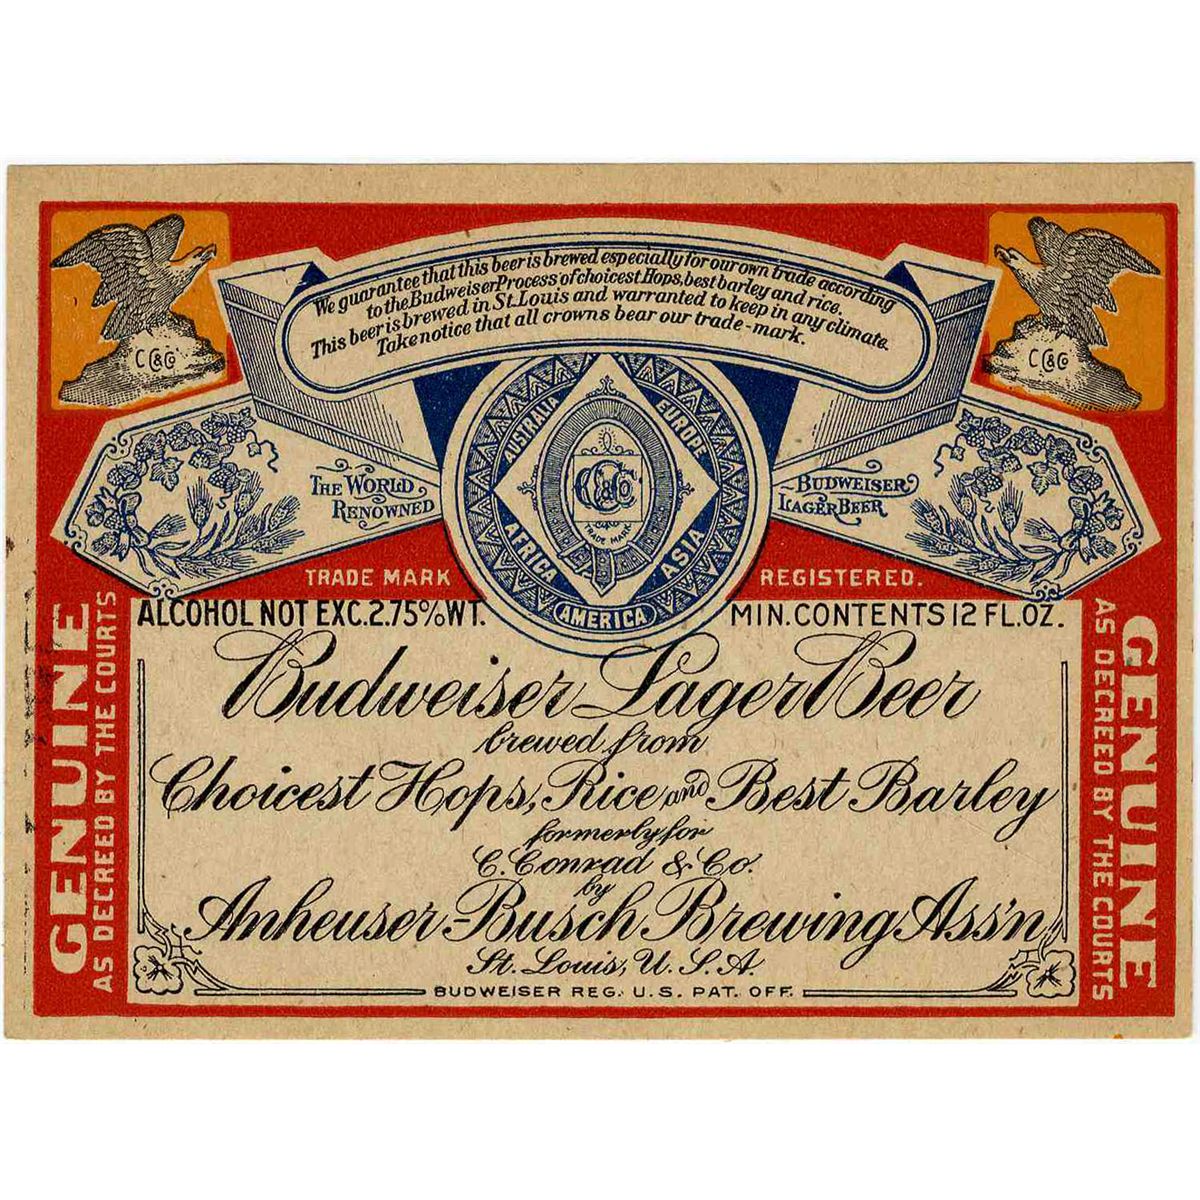 We guarantee that this beer is brewed especially for our own trade according
to the Budweiser Process of choicest Hops, best barley and rice.
This beer is brewed in St. Louis and warranted to keep in any climate.
Take notice that all crowns bear our trade-mark.
C C&Co
C C&Co
AUSTRALIA
EUROPE
THE WORLD
RENOWNED
CC&Co
TRADE MARK
BUDWEISER
LAGER BEER
AFRICA
ASIA
AMERICA
TRADE MARK
REGISTERED.
ALCOHOL NOT EXC. 2.75% WT.
MIN. CONTENTS 12 FL. OZ.
GENUINE
AS DECREED BY THE COURTS
Budweiser Lager Beer
brewed from
Choicest Hops, Rice and Best Barley
formerly for
C. Conrad & Co.
by
Anheuser-Busch Brewing Ass'n
St. Louis, U.S.A.
BUDWEISER REG. U.S. PAT. OFF.
GENUINE
AS DECREED BY THE COURTS